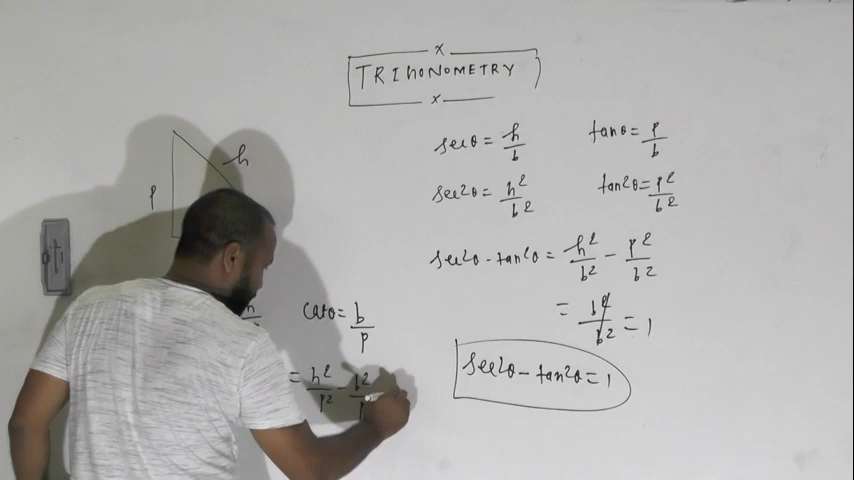 TRIGONOMETRY
h
p
secθ = h/b tanθ = p/b
sec²θ = h²/b² tan²θ = p²/b²
sec²θ - tan²θ = h²/b² - p²/b²
= b²/b² = 1
sec²θ - tan²θ = 1
cotθ = b/p
= h²/p² - b²/p